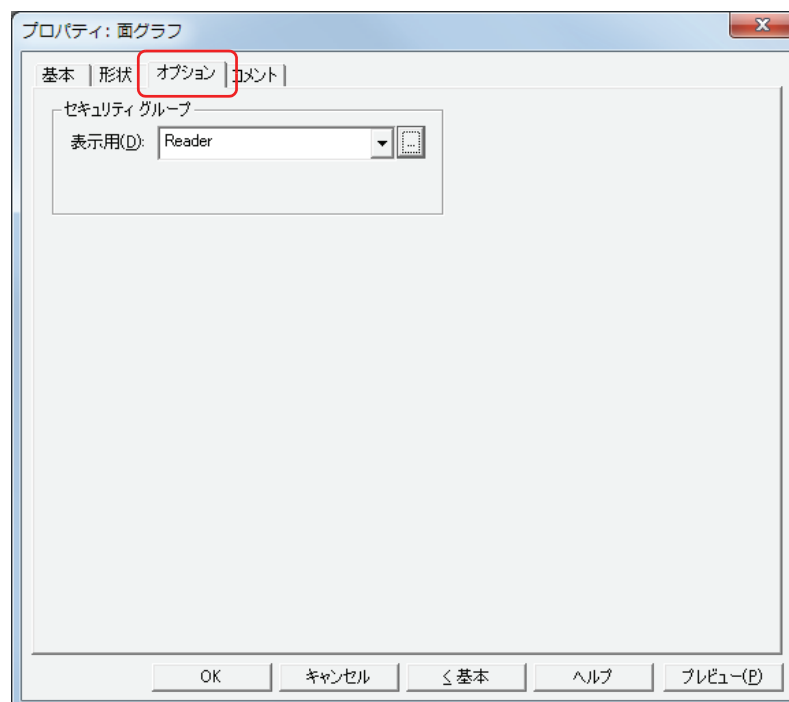 プロパティ: 面グラフ
x
基本 形状 オプション コメント
セキュリティ グループ
表示用(D): Reader ...
OK キャンセル < 基本 ヘルプ プレビュー(P)